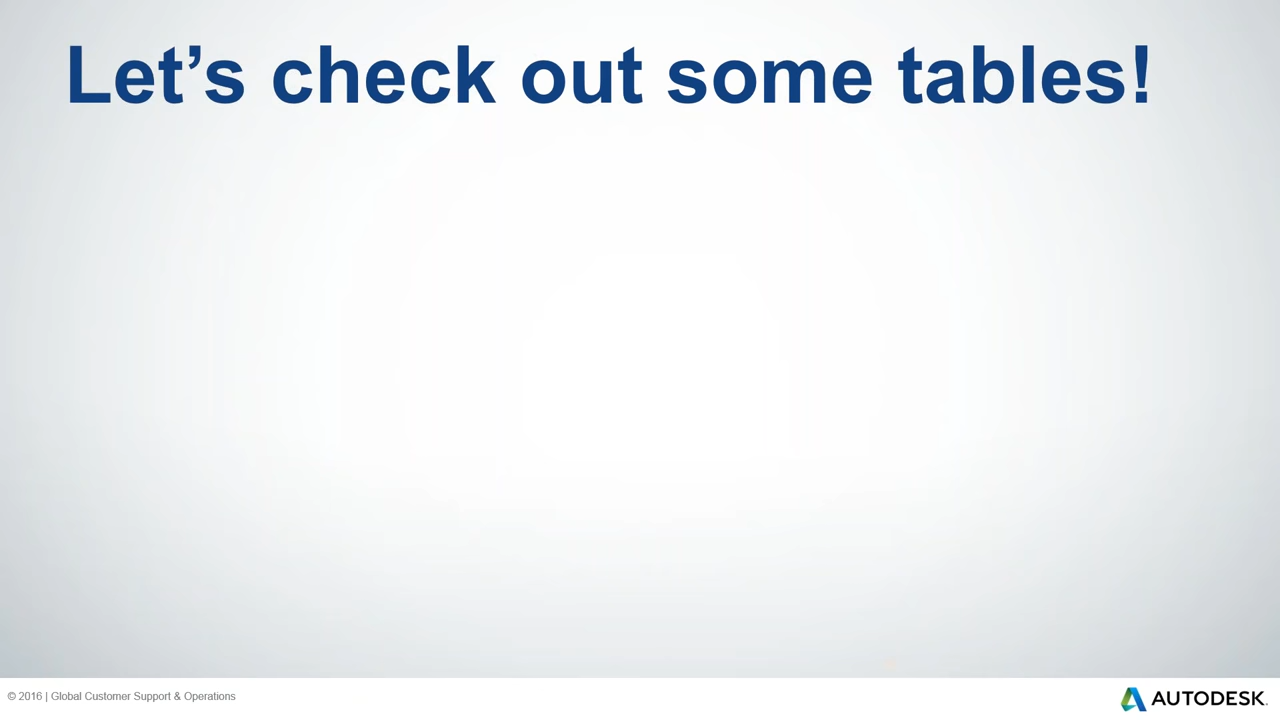 Let’s check out some tables!
© 2016 | Global Customer Support & Operations
AUTODESK.